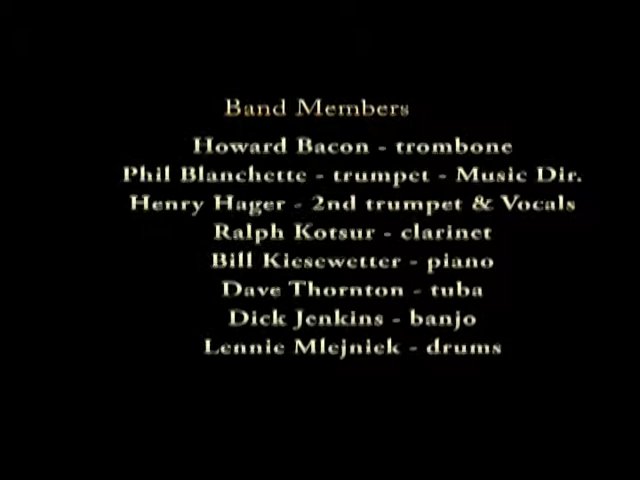 Band Members
Howard Bacon - trombone
Phil Blanchette - trumpet - Music Dir.
Henry Hager - 2nd trumpet & Vocals
Ralph Kotsur - clarinet
Bill Kiesewetter - piano
Dave Thornton - tuba
Dick Jenkins - banjo
Lennie Mlejnick - drums